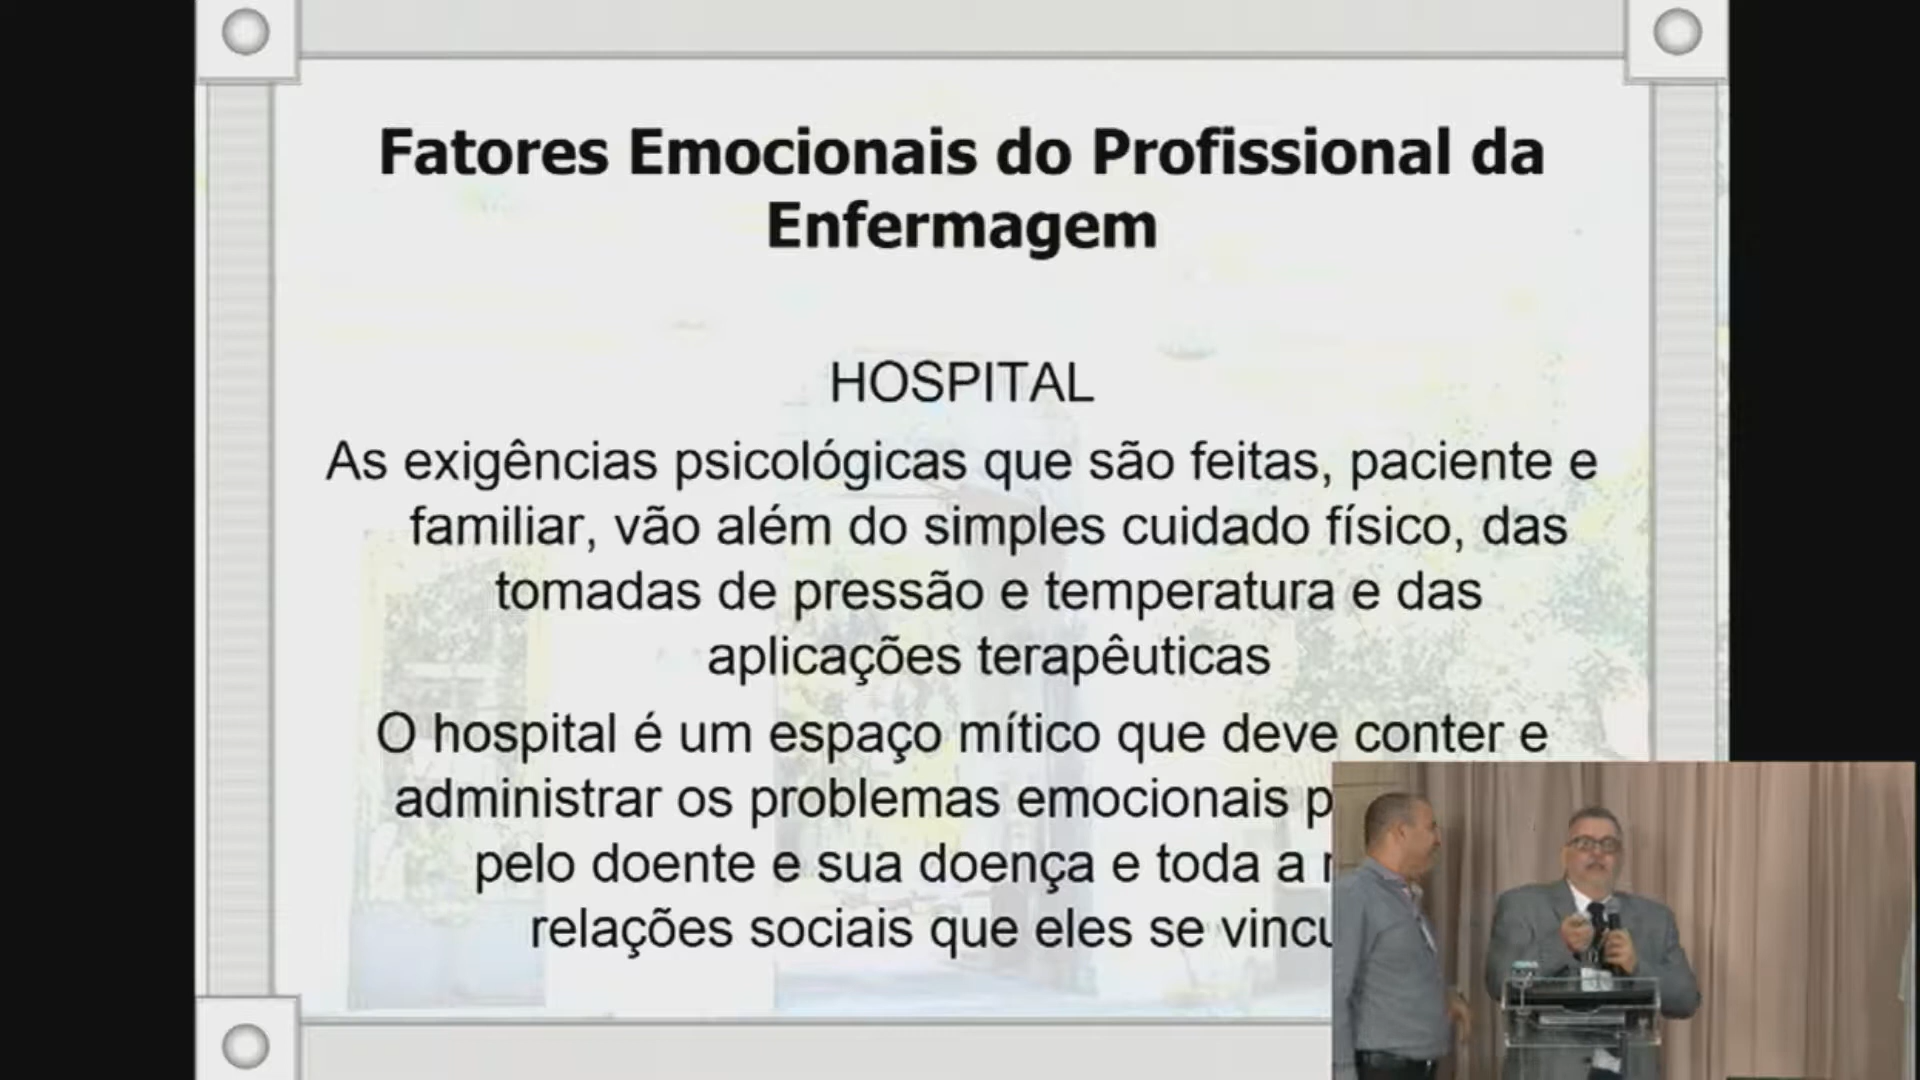 Fatores Emocionais do Profissional da
Enfermagem
HOSPITAL
As exigências psicológicas que são feitas, paciente e
familiar, vão além do simples cuidado físico, das
tomadas de pressão e temperatura e das
aplicações terapêuticas
O hospital é um espaço mítico que deve conter e
administrar os problemas emocionais
pelo doente e sua doença e toda a
relações sociais que eles se